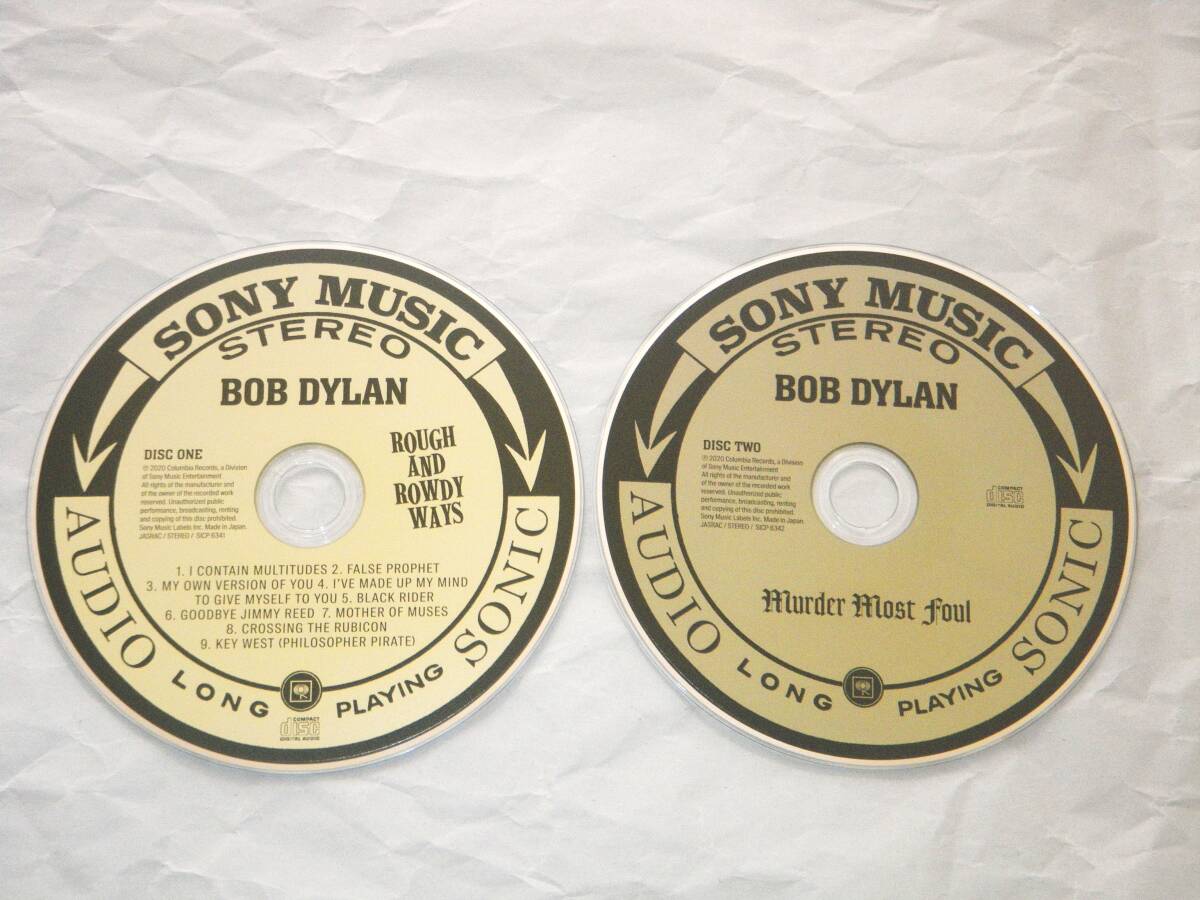 SONY MUSIC
STEREO
BOB DYLAN
DISC ONE
℗ 2020 Columbia Records, a Division
of Sony Music Entertainment
All rights of the manufacturer and
of the owner of the recorded work
reserved. Unauthorized public
performance, broadcasting, renting
and copying of this disc prohibited.
Sony Music Labels Inc. Made in Japan.
JASRAC / STEREO / SICP 6341
ROUGH
AND
ROWDY
WAYS
1. I CONTAIN MULTITUDES 2. FALSE PROPHET
3. MY OWN VERSION OF YOU 4. I'VE MADE UP MY MIND
TO GIVE MYSELF TO YOU 5. BLACK RIDER
6. GOODBYE JIMMY REED 7. MOTHER OF MUSES
8. CROSSING THE RUBICON
9. KEY WEST (PHILOSOPHER PIRATE)
AUDIO
SONIC
LONG
PLAYING
COMPACT
disc
DIGITAL AUDIO
SONY MUSIC
STEREO
BOB DYLAN
DISC TWO
℗ 2020 Columbia Records, a Division
of Sony Music Entertainment
All rights of the manufacturer and
of the owner of the recorded work
reserved. Unauthorized public
performance, broadcasting, renting
and copying of this disc prohibited.
Sony Music Labels Inc. Made in Japan.
JASRAC / STEREO / SICP 6342
COMPACT
disc
DIGITAL AUDIO
Murder Most Foul
AUDIO
SONIC
LONG
PLAYING